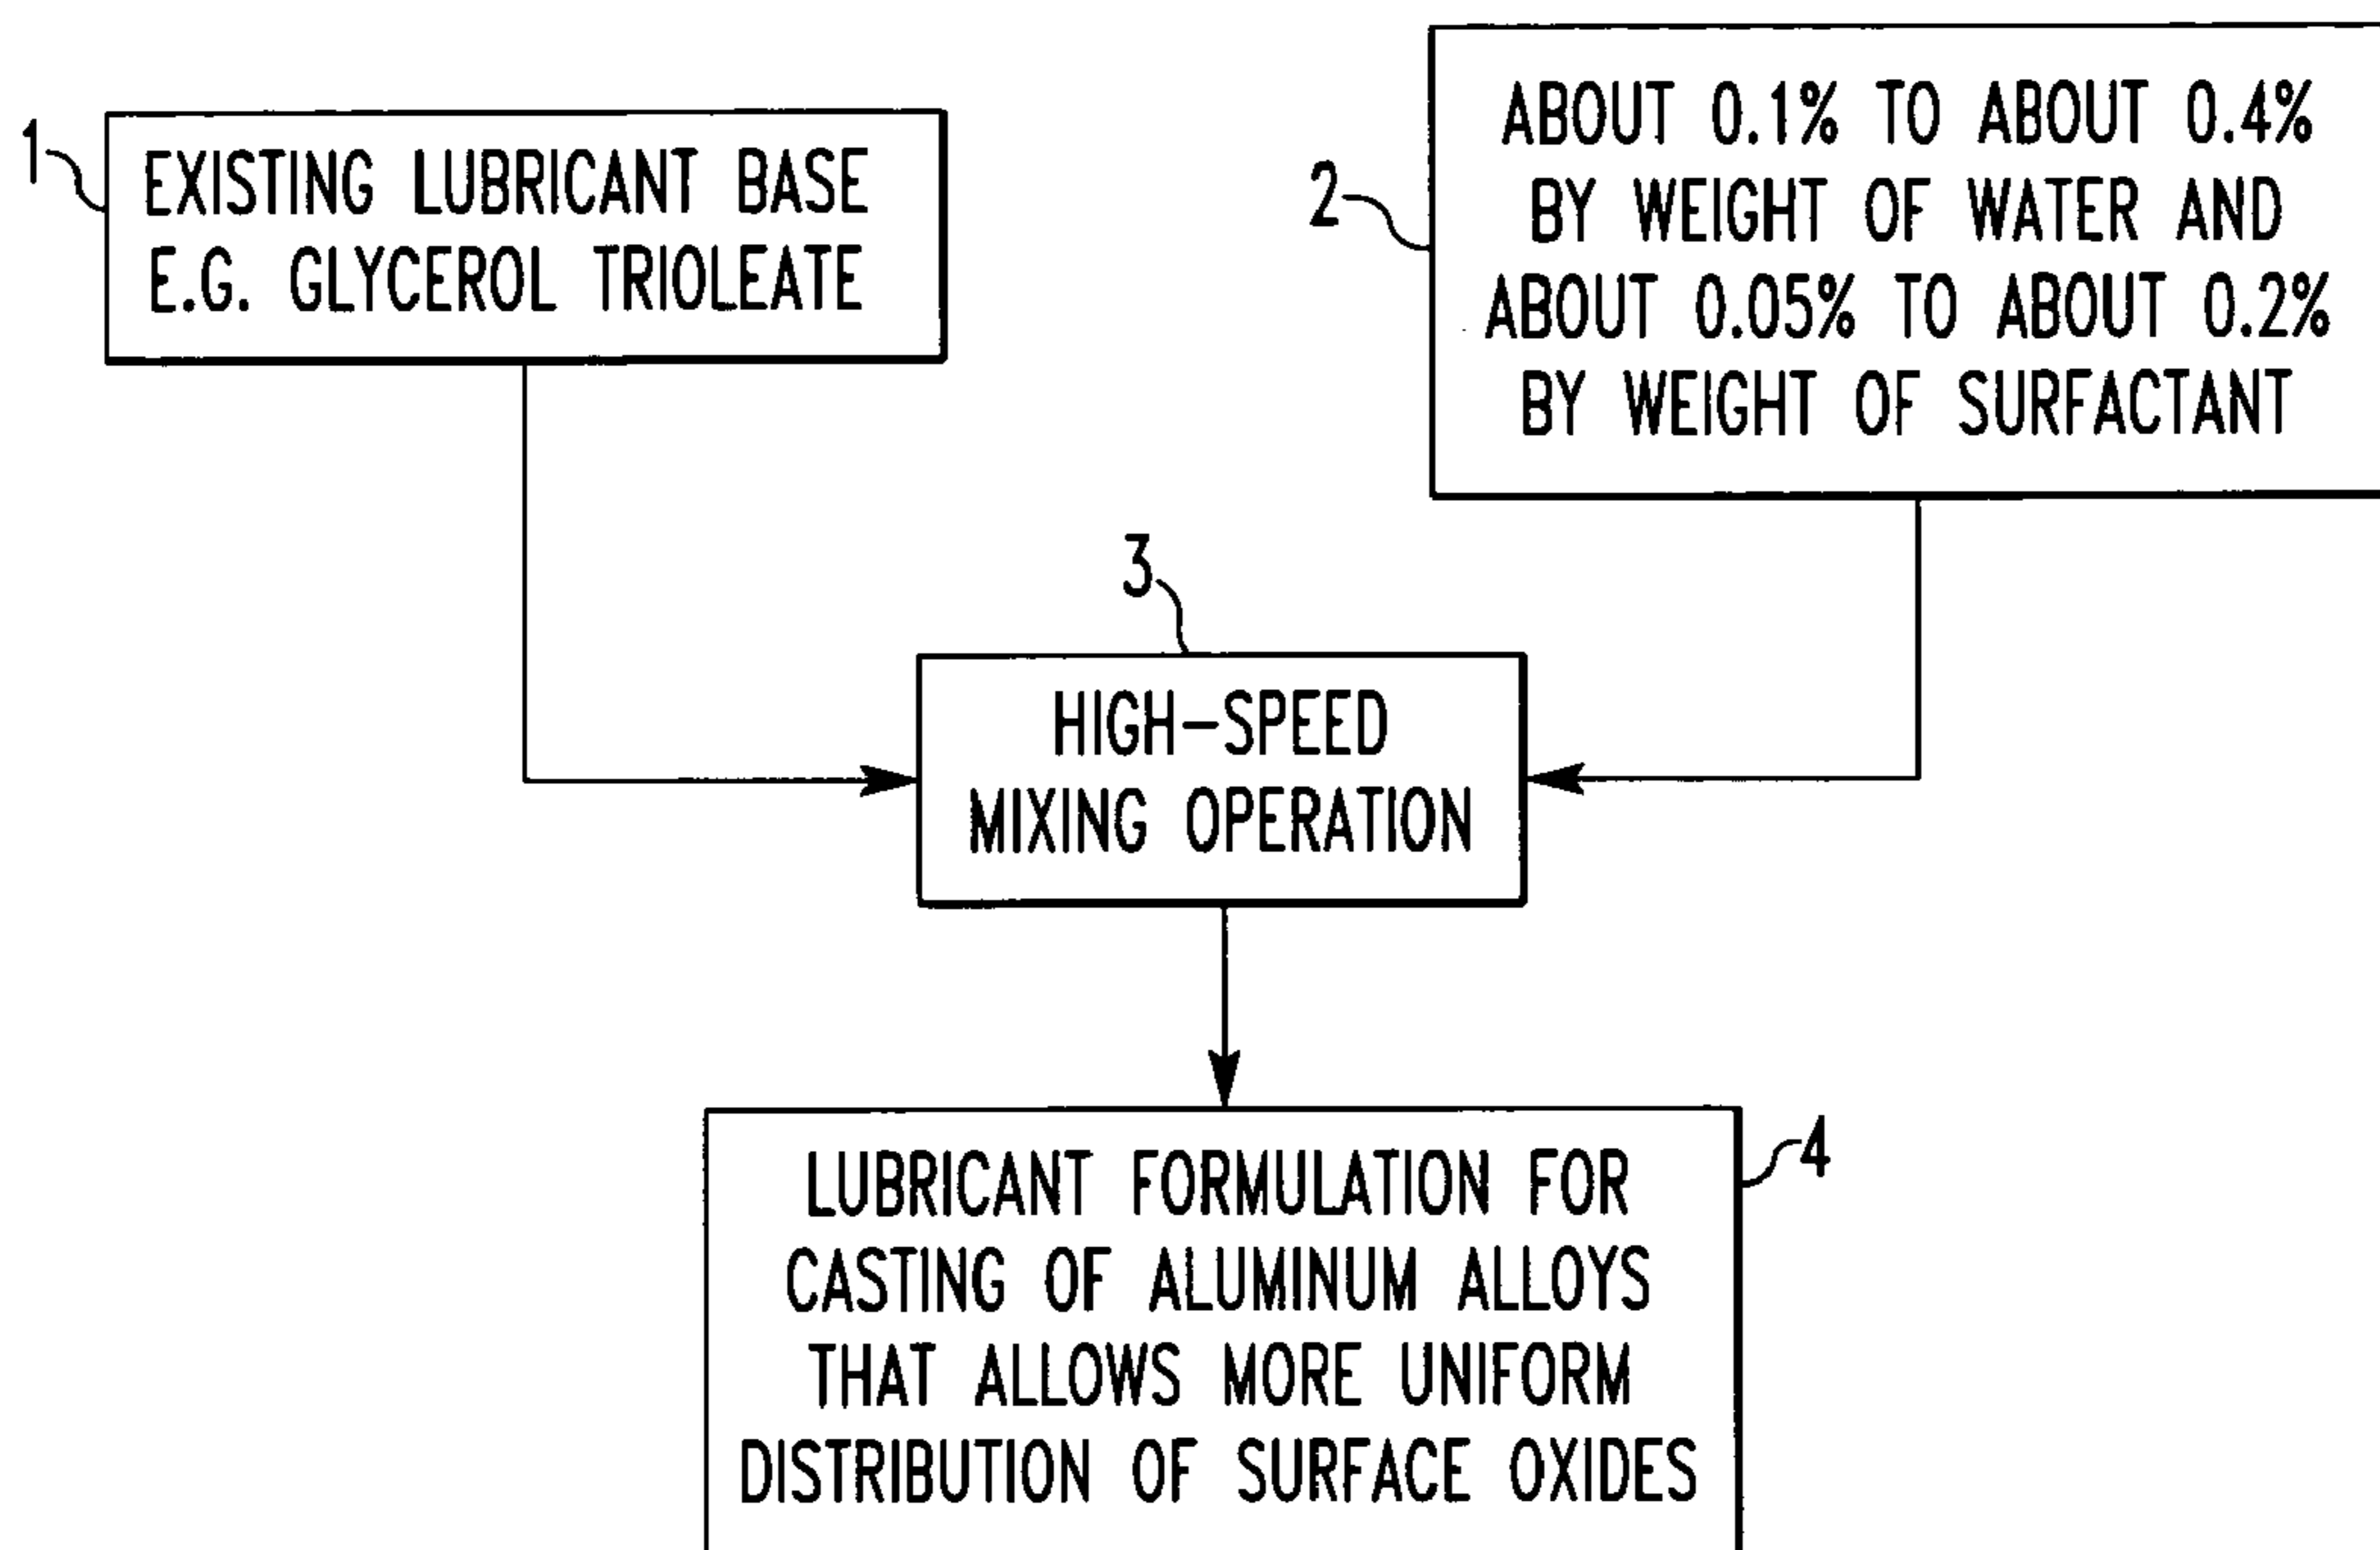 1
EXISTING LUBRICANT BASE
E.G. GLYCEROL TRIOLEATE
2
ABOUT 0.1% TO ABOUT 0.4%
BY WEIGHT OF WATER AND
ABOUT 0.05% TO ABOUT 0.2%
BY WEIGHT OF SURFACTANT
3
HIGH-SPEED
MIXING OPERATION
4
LUBRICANT FORMULATION FOR
CASTING OF ALUMINUM ALLOYS
THAT ALLOWS MORE UNIFORM
DISTRIBUTION OF SURFACE OXIDES